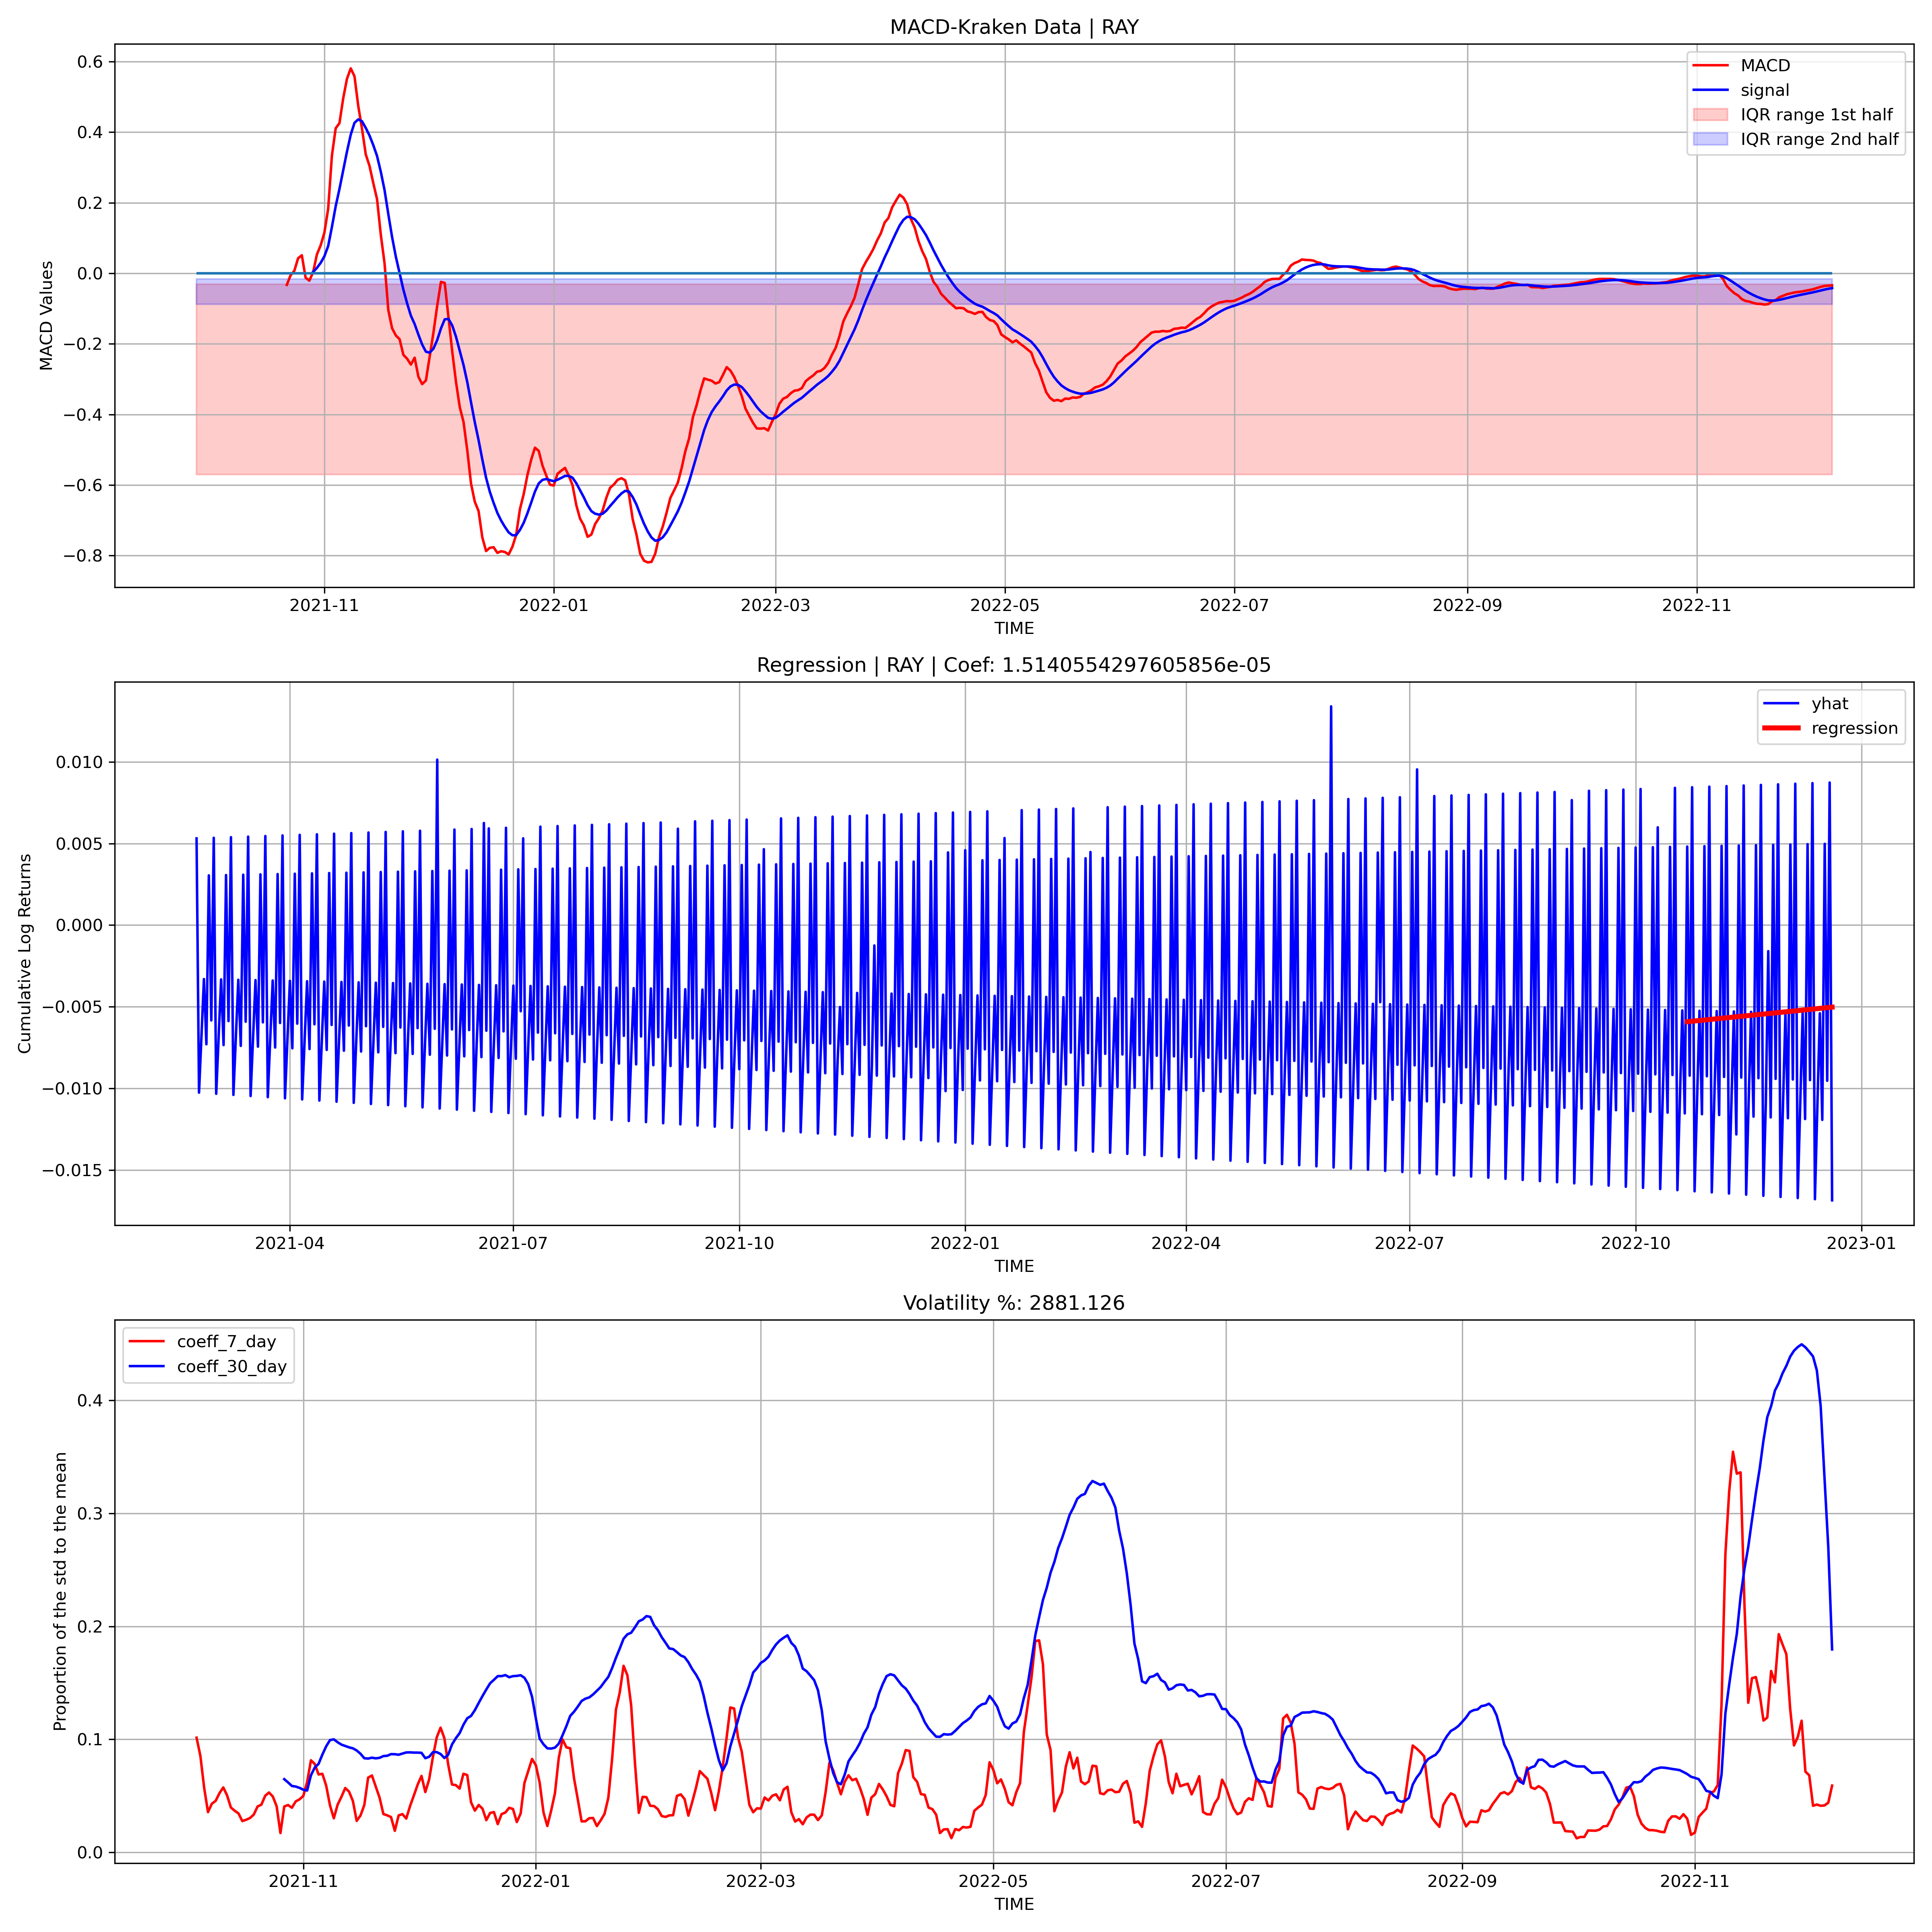 MACD-Kraken Data | RAY
MACD Values
0.6
0.4
0.2
0.0
−0.2
−0.4
−0.6
−0.8
MACD
signal
IQR range 1st half
IQR range 2nd half
2021-11
2022-01
2022-03
2022-05
2022-07
2022-09
2022-11
TIME
Regression | RAY | Coef: 1.5140554297605856e-05
Cumulative Log Returns
0.010
0.005
0.000
−0.005
−0.010
−0.015
yhat
regression
2021-04
2021-07
2021-10
2022-01
2022-04
2022-07
2022-10
2023-01
TIME
Volatility %: 2881.126
Proportion of the std to the mean
0.4
0.3
0.2
0.1
0.0
coeff_7_day
coeff_30_day
2021-11
2022-01
2022-03
2022-05
2022-07
2022-09
2022-11
TIME